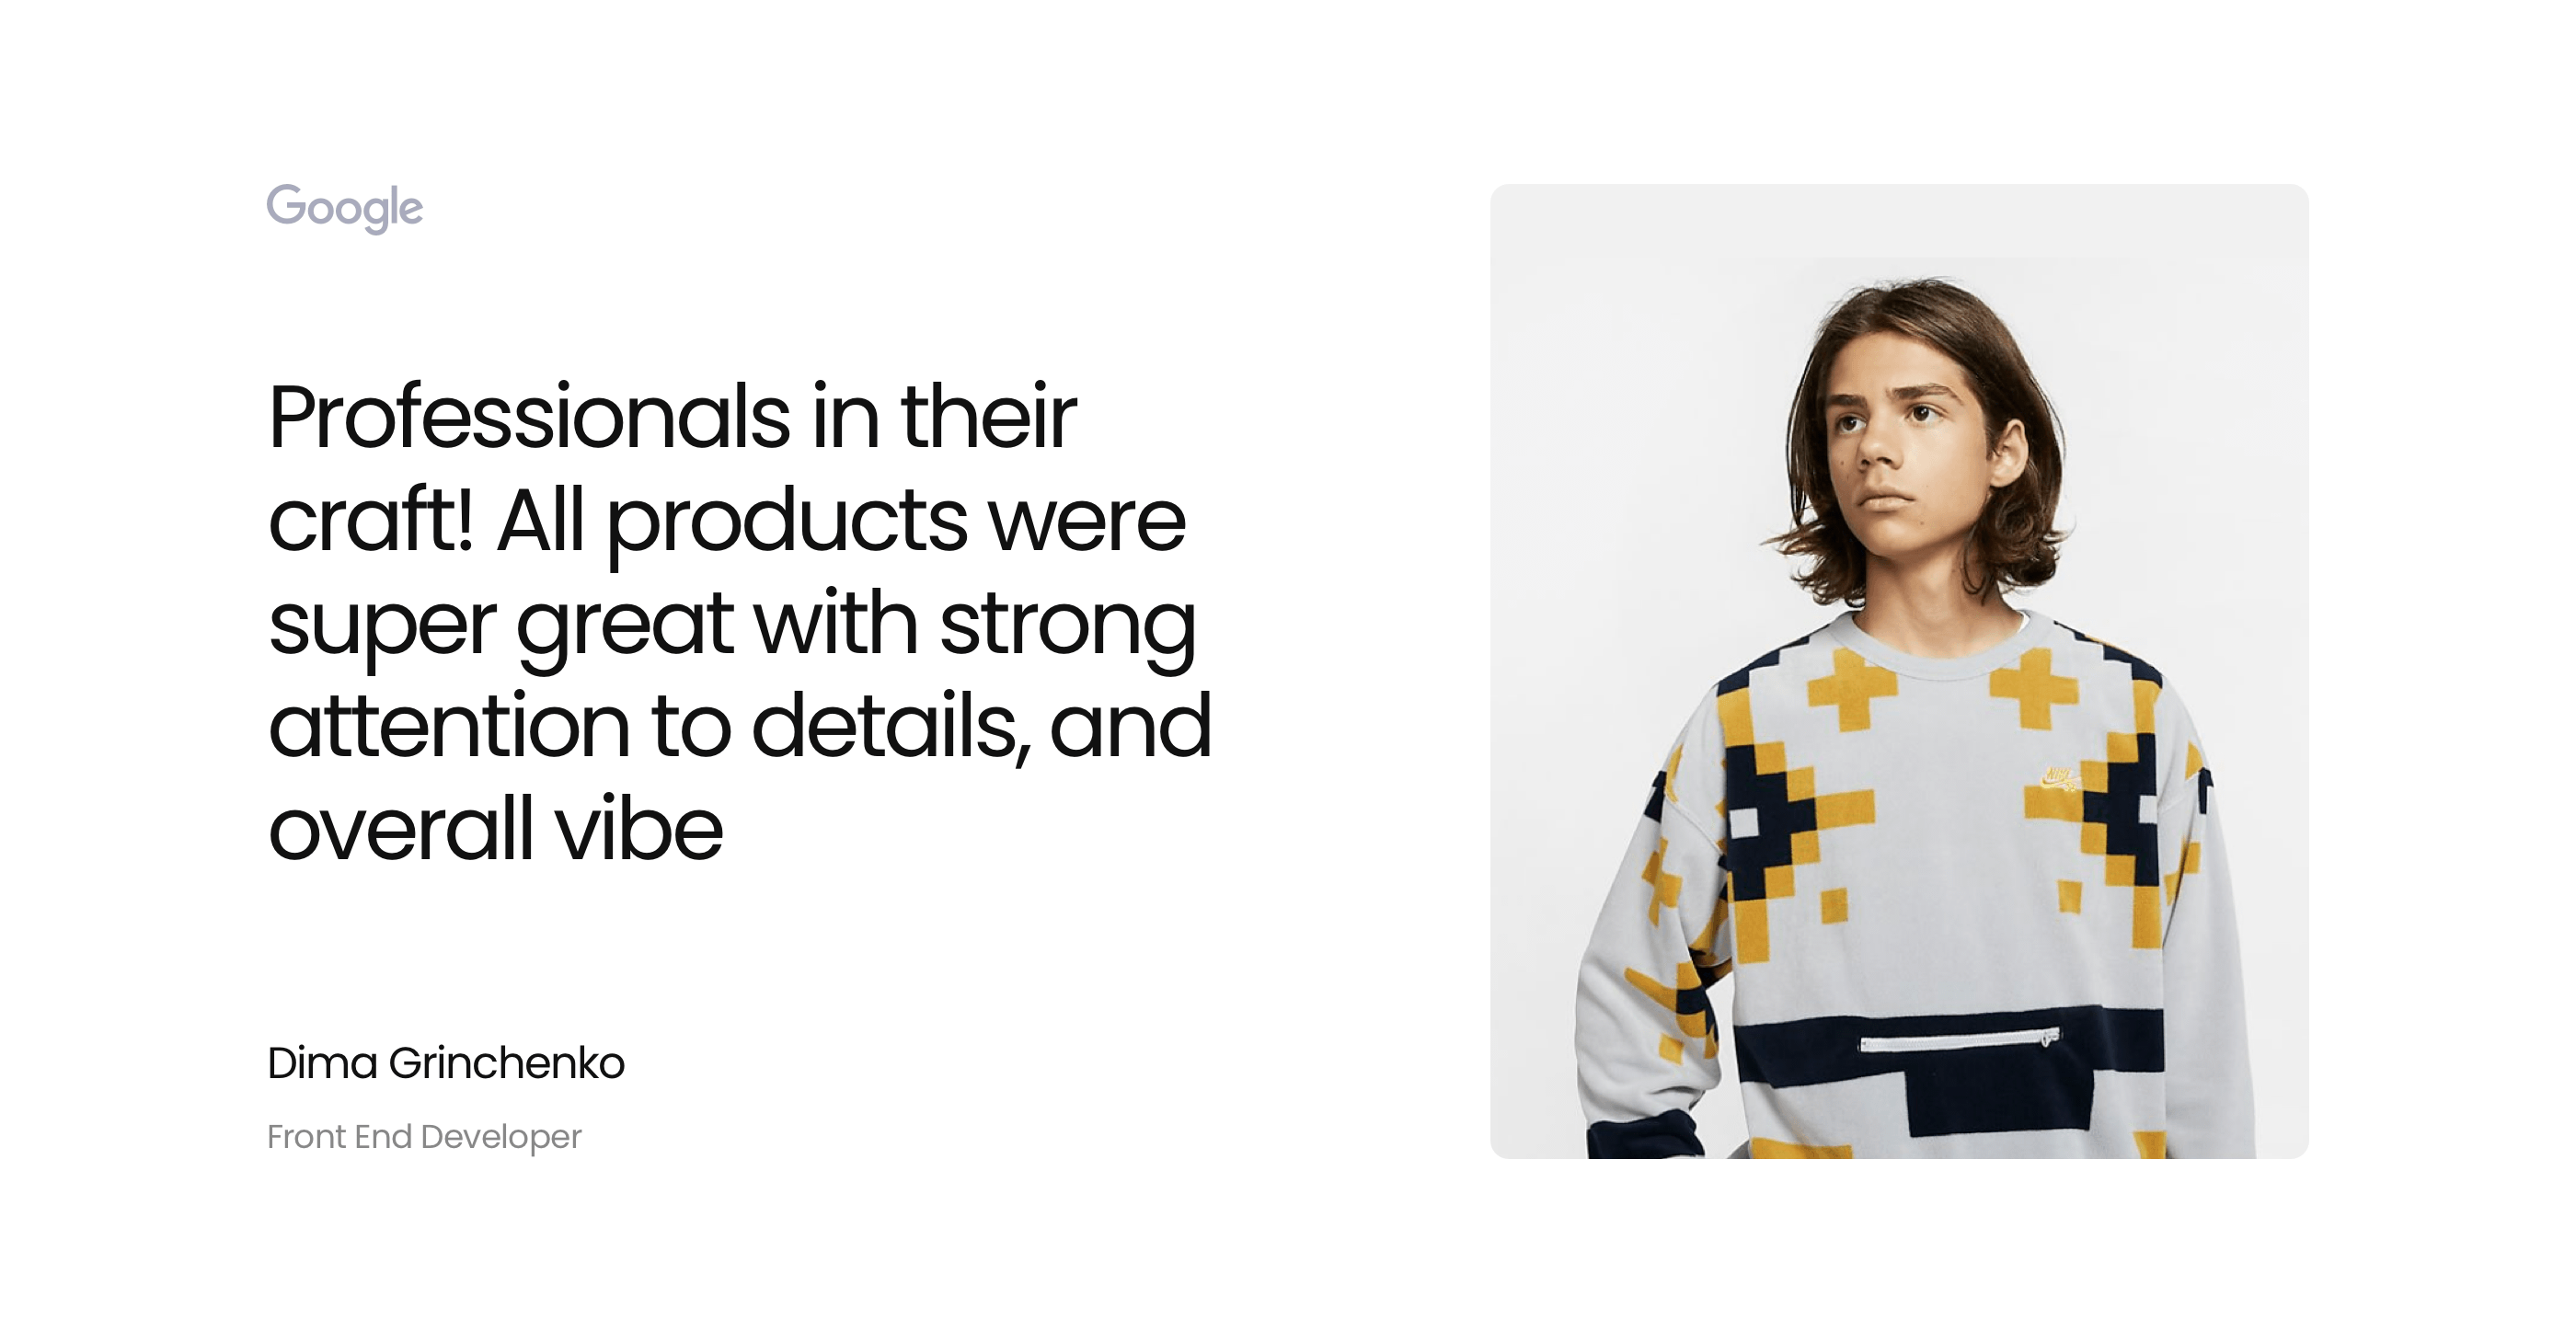 Google
Professionals in their
craft! All products were
super great with strong
attention to details, and
overall vibe
Dima Grinchenko
Front End Developer